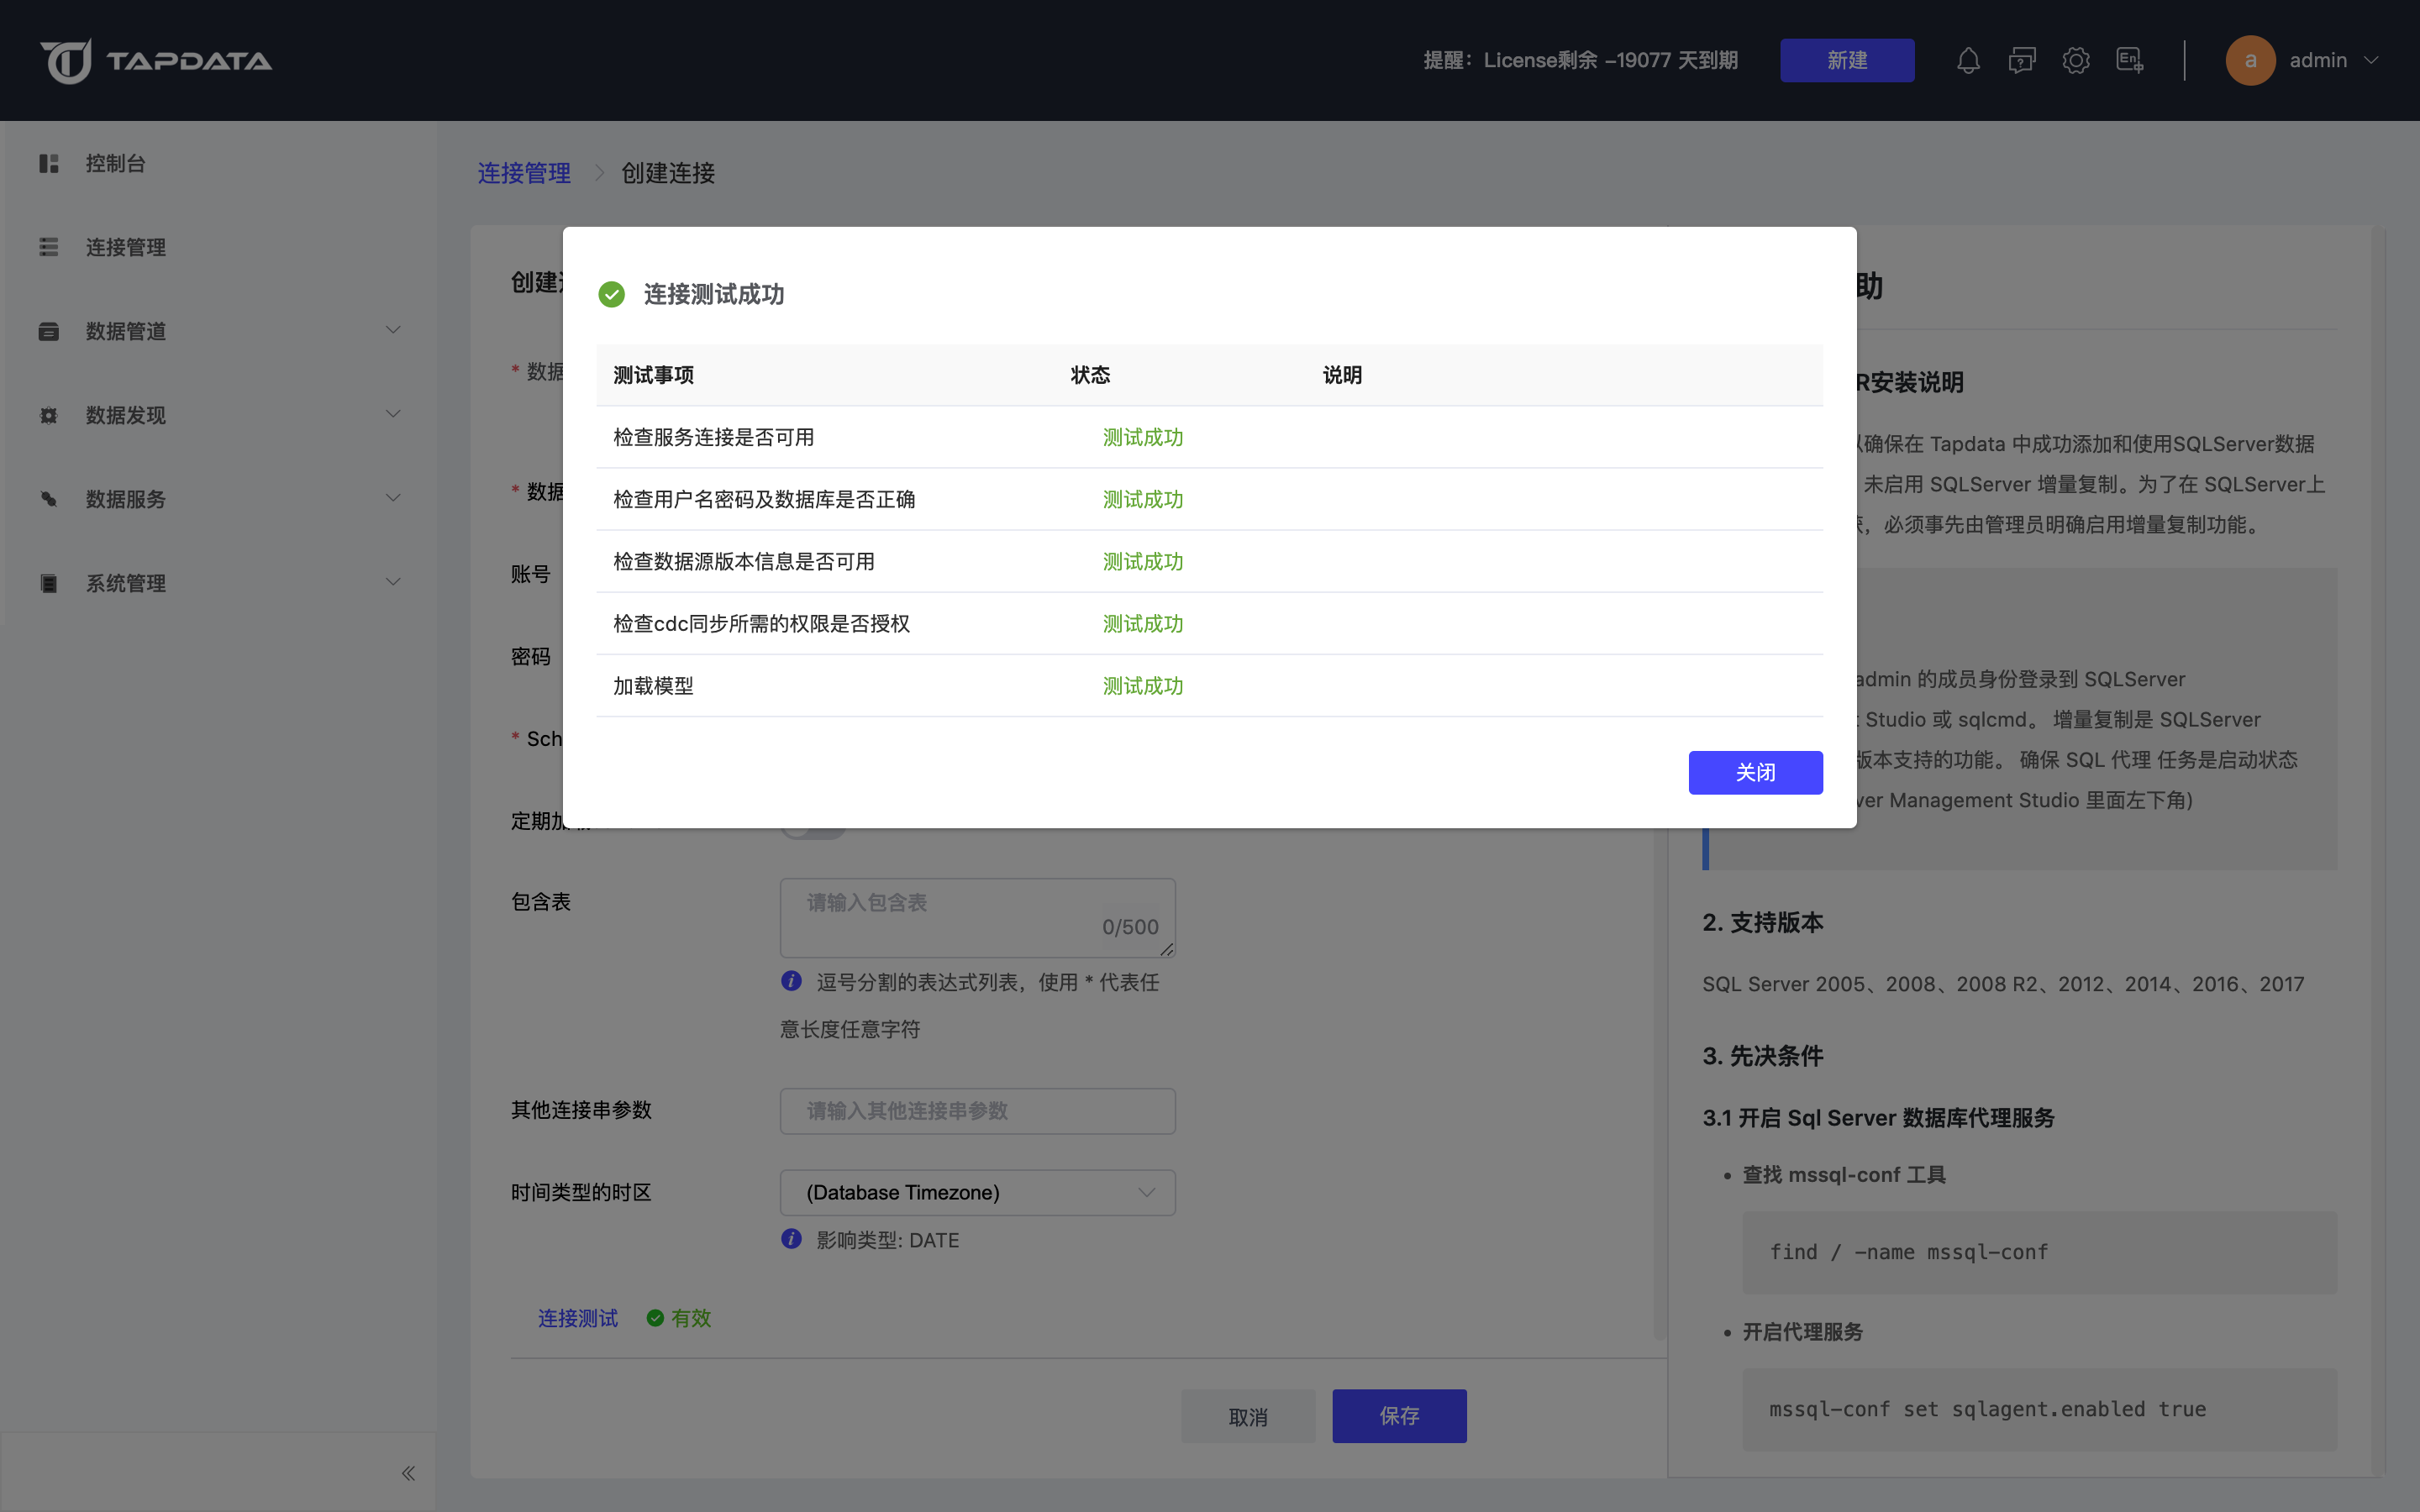 TAPDATA
提醒：License剩余 -19077 天到期
新建
En
a
admin
控制台
连接管理
数据管道
数据发现
数据服务
系统管理
连接管理 > 创建连接
创建
* 数据
* 数据
账号
密码
* Sch
定期加
连接测试成功
测试事项 状态 说明
检查服务连接是否可用 测试成功
检查用户名密码及数据库是否正确 测试成功
检查数据源版本信息是否可用 测试成功
检查cdc同步所需的权限是否授权 测试成功
加载模型 测试成功
关闭
包含表
请输入包含表
0/500
逗号分割的表达式列表，使用 * 代表任
意长度任意字符
其他连接串参数
请输入其他连接串参数
时间类型的时区
(Database Timezone)
影响类型: DATE
连接测试
有效
取消
保存
助
R安装说明
确保在 Tapdata 中成功添加和使用SQLServer数据
未启用 SQLServer 增量复制。为了在 SQLServer上
，必须事先由管理员明确启用增量复制功能。
admin 的成员身份登录到 SQLServer
t Studio 或 sqlcmd。 增量复制是 SQLServer
版本支持的功能。 确保 SQL 代理 任务是启动状态
ver Management Studio 里面左下角)
2. 支持版本
SQL Server 2005、2008、2008 R2、2012、2014、2016、2017
3. 先决条件
3.1 开启 Sql Server 数据库代理服务
• 查找 mssql-conf 工具
find / -name mssql-conf
• 开启代理服务
mssql-conf set sqlagent.enabled true